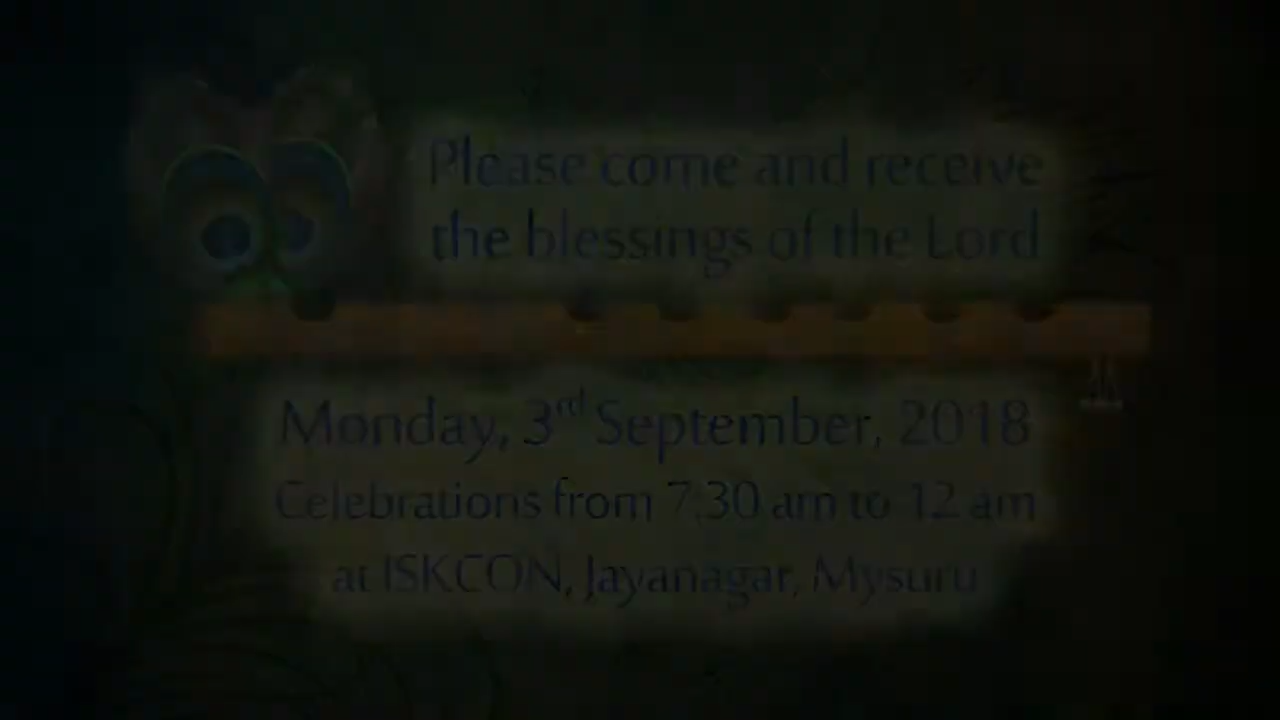 Please come and receive
the blessings of the Lord
Monday, 3rd September, 2018
Celebrations from 7:30 am to 12 am
at ISKCON, Jayanagar, Mysuru